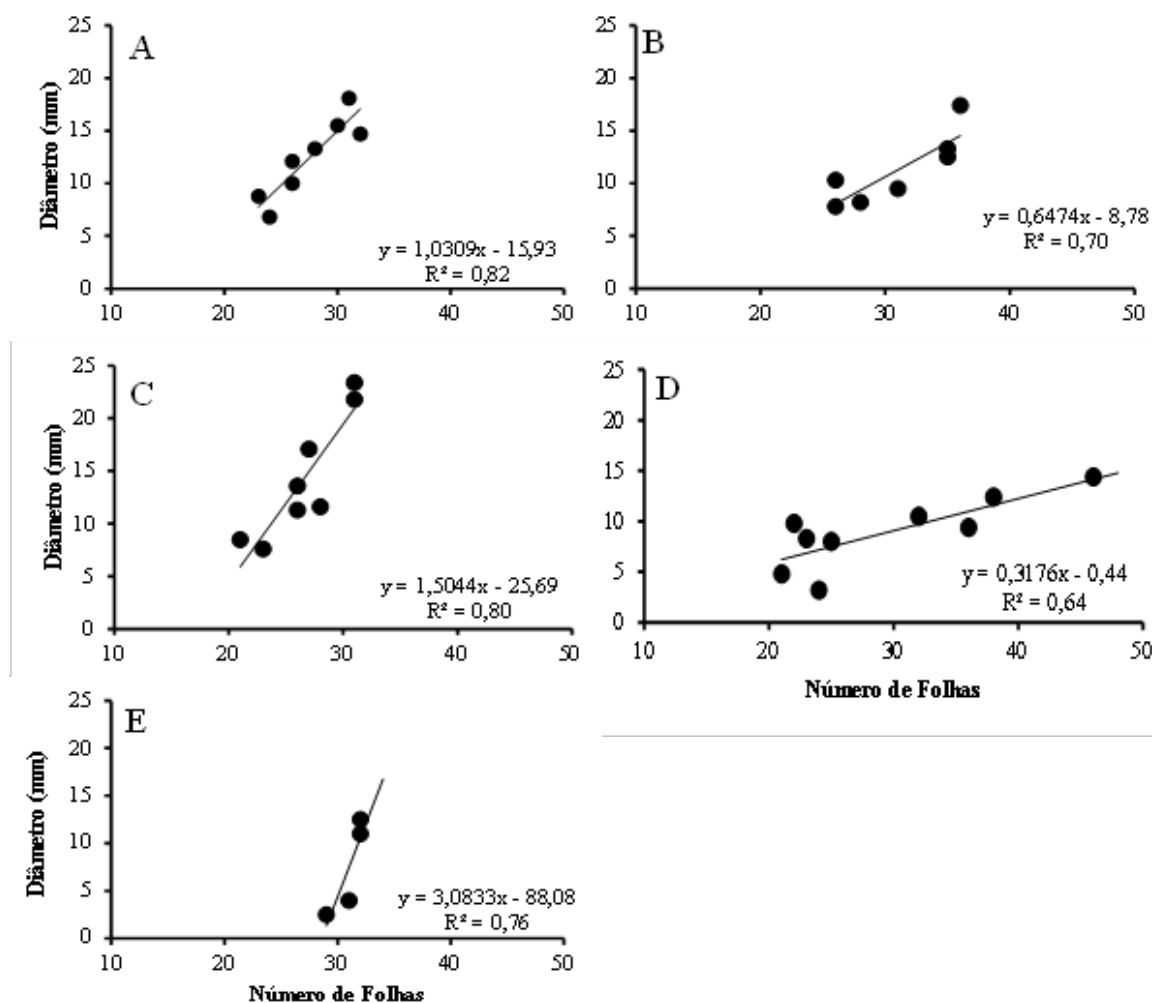 A
Diâmetro (mm)
25
20
15
10
5
0
y = 1,0309x - 15,93
R² = 0,82
10 20 30 40 50
B
25
20
15
10
5
0
y = 0,6474x - 8,78
R² = 0,70
10 20 30 40 50
C
Diâmetro (mm)
25
20
15
10
5
0
y = 1,5044x - 25,69
R² = 0,80
10 20 30 40 50
D
25
20
15
10
5
0
y = 0,3176x - 0,44
R² = 0,64
10 20 30 40 50
Número de Folhas
E
Diâmetro (mm)
25
20
15
10
5
0
y = 3,0833x - 88,08
R² = 0,76
10 20 30 40 50
Número de Folhas